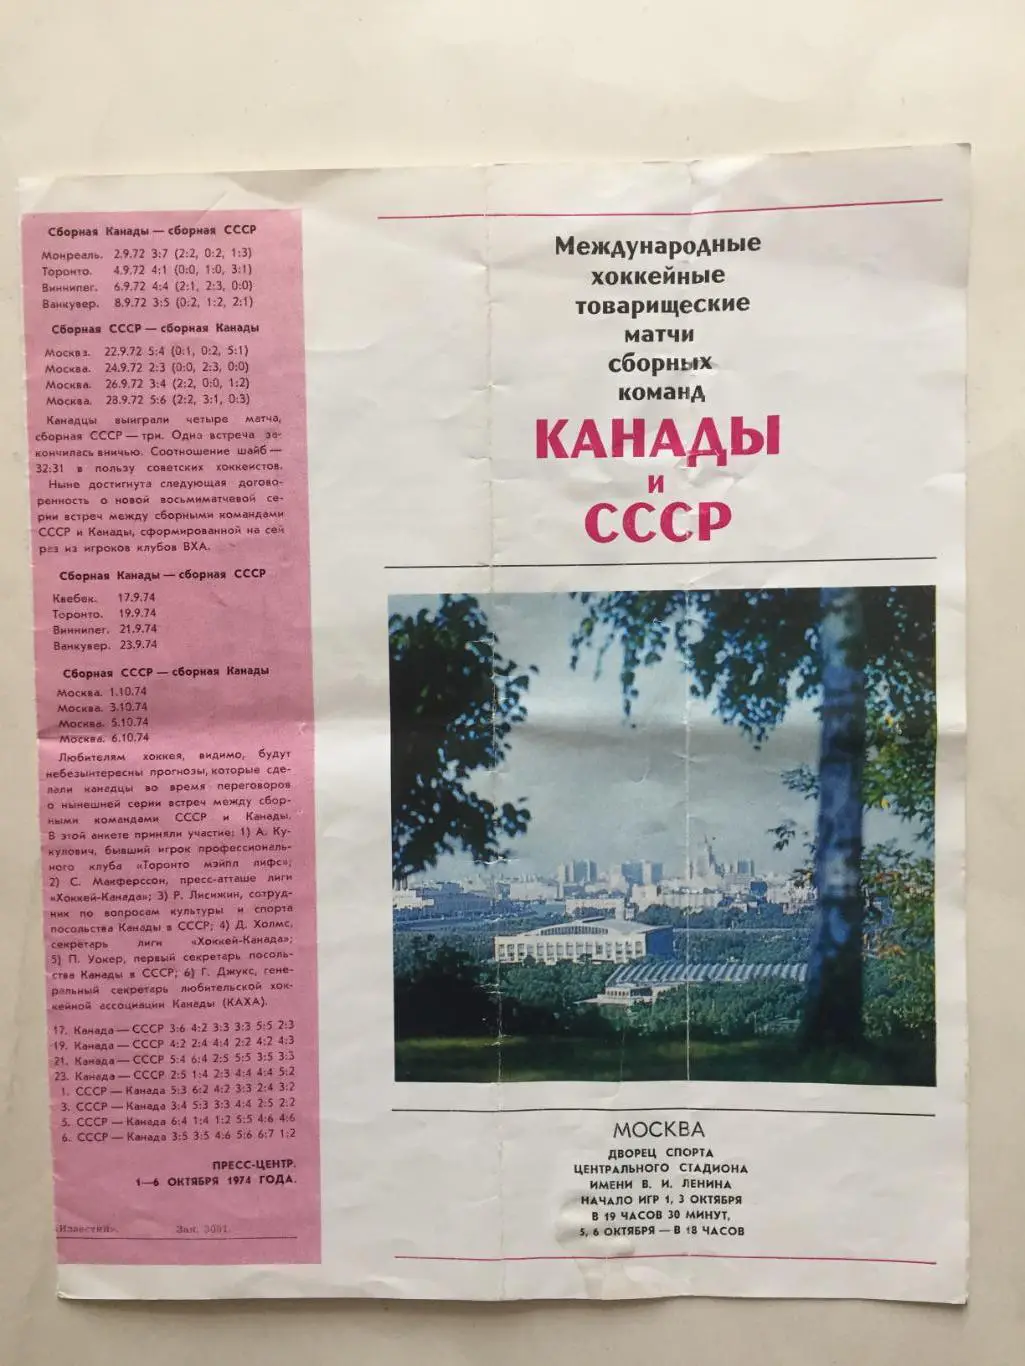 Сборная Канады — сборная СССР
Монреаль. 2.9.72 3:7 (2:2, 0:2, 1:3)
Торонто. 4.9.72 4:1 (0:0, 1:0, 3:1)
Виннипег. 6.9.72 4:4 (2:1, 2:3, 0:0)
Ванкувер. 8.9.72 3:5 (0:2, 1:2, 2:1)
Сборная СССР — сборная Канады
Москва. 22.9.72 5:4 (0:1, 0:2, 5:1)
Москва. 24.9.72 2:3 (0:0, 2:3, 0:0)
Москва. 26.9.72 3:4 (2:2, 0:0, 1:2)
Москва. 28.9.72 5:6 (2:2, 3:1, 0:3)
Канадцы выиграли четыре матча,
сборная СССР — три. Одна встреча за-
кончилась вничью. Соотношение шайб —
32:31 в пользу советских хоккеистов.
Ныне достигнута следующая догово-
ренность о новой восьмиматчевой се-
рии встреч между сборными командами
СССР и Канады, сформированной на сей
раз из игроков клубов ВХА.
Сборная Канады — сборная СССР
Квебек. 17.9.74
Торонто. 19.9.74
Виннипег. 21.9.74
Ванкувер. 23.9.74
Сборная СССР — сборная Канады
Москва. 1.10.74
Москва. 3.10.74
Москва. 5.10.74
Москва. 6.10.74
Любителям хоккея, видимо, будут
небезынтересны прогнозы, которые сде-
лали канадцы во время переговоров
о нынешней серии встреч между сбор-
ными командами СССР и Канады.
В этой анкете приняли участие: 1) А. Ку-
кулович, бывший игрок профессиональ-
ного клуба «Торонто мэйпл лифс»;
2) С. Макферссон, пресс-атташе лиги
«Хоккей-Канада»; 3) Р. Лисижин, сотруд-
ник по вопросам культуры и спорта
посольства Канады в СССР; 4) Д. Холмс,
секретарь лиги «Хоккей-Канада»;
5) П. Уокер, первый секретарь посоль-
ства Канады в СССР; 6) Г. Джукс, гене-
ральный секретарь любительской хок-
кейной ассоциации Канады (КАХА).
17. Канада — СССР 3:6 4:2 3:3 3:3 5:5 2:3
19. Канада — СССР 4:2 2:4 4:4 2:2 4:2 4:3
21. Канада — СССР 5:4 6:4 2:5 5:5 3:5 3:3
23. Канада — СССР 2:5 1:4 2:3 4:4 4:4 5:2
1. СССР — Канада 5:3 6:2 4:2 3:3 2:4 3:2
3. СССР — Канада 3:4 5:3 3:3 4:4 2:5 2:2
5. СССР — Канада 6:4 1:4 1:2 5:5 4:6 4:6
6. СССР — Канада 3:5 3:5 4:6 5:6 6:7 1:2
ПРЕСС-ЦЕНТР.
1—6 ОКТЯБРЯ 1974 ГОДА.
«Известия». Зак. 3091.
Международные
хоккейные
товарищеские
матчи
сборных
команд
КАНАДЫ
и
СССР
МОСКВА
ДВОРЕЦ СПОРТА
ЦЕНТРАЛЬНОГО СТАДИОНА
ИМЕНИ В. И. ЛЕНИНА
НАЧАЛО ИГР 1, 3 ОКТЯБРЯ
В 19 ЧАСОВ 30 МИНУТ,
5, 6 ОКТЯБРЯ — В 18 ЧАСОВ